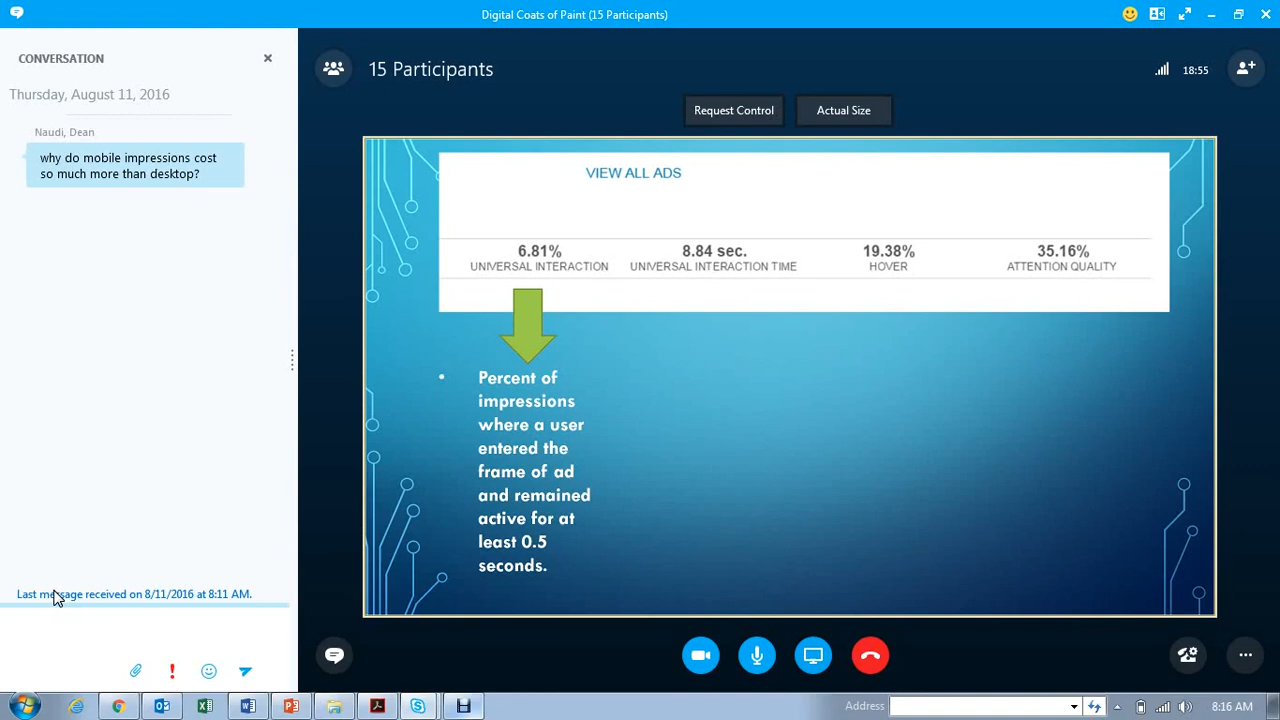 Digital Coats of Paint (15 Participants)
CONVERSATION
Thursday, August 11, 2016
Naudi, Dean
why do mobile impressions cost
so much more than desktop?
Last message received on 8/11/2016 at 8:11 AM.
15 Participants
18:55
Request Control
Actual Size
VIEW ALL ADS
6.81%
UNIVERSAL INTERACTION
8.84 sec.
UNIVERSAL INTERACTION TIME
19.38%
HOVER
35.16%
ATTENTION QUALITY
• Percent of
impressions
where a user
entered the
frame of ad
and remained
active for at
least 0.5
seconds.
Address
8:16 AM